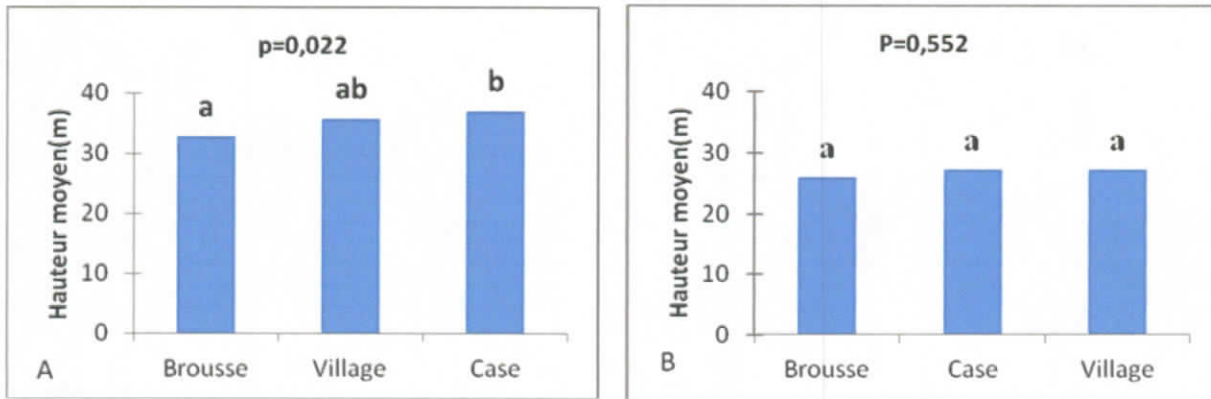 p=0,022
Hauteur moyen(m)
40
30
20
10
0
a
ab
b
Brousse
Village
Case
A
P=0,552
Hauteur moyen(m)
40
30
20
10
0
a
a
a
Brousse
Case
Village
B